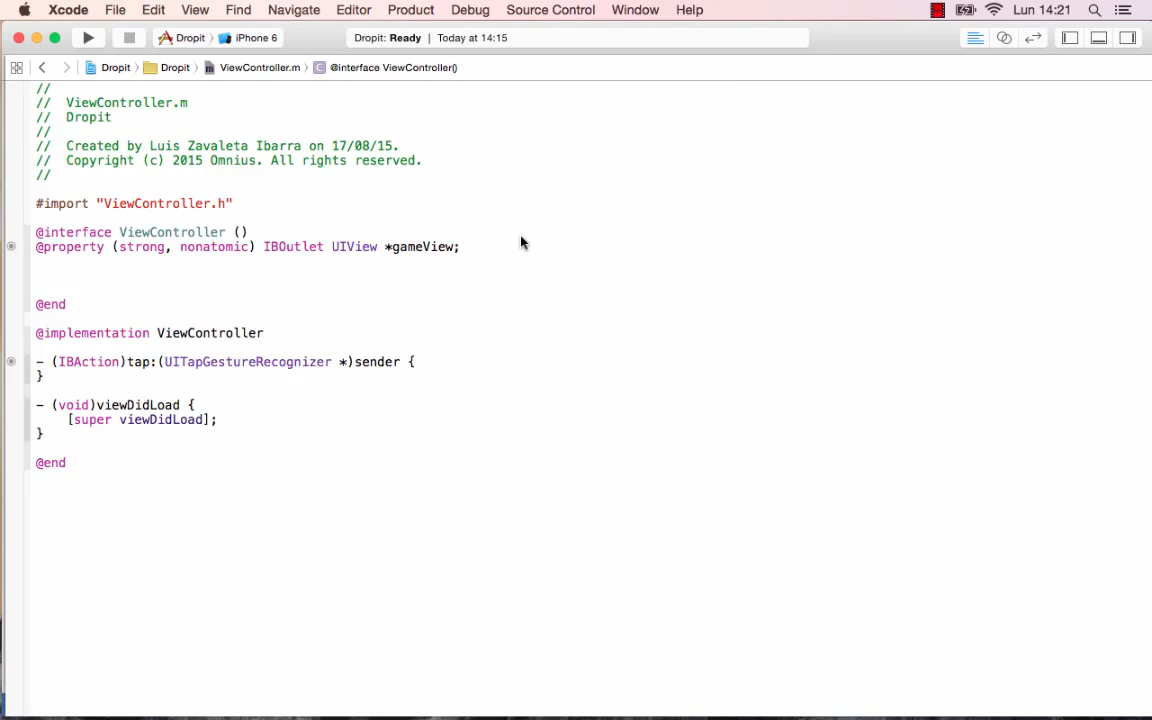 Xcode File Edit View Find Navigate Editor Product Debug Source Control Window Help Lun 14:21
Dropit iPhone 6 Dropit: Ready Today at 14:15
Dropit Dropit ViewController.m C @interface ViewController()
//
// ViewController.m
// Dropit
//
// Created by Luis Zavaleta Ibarra on 17/08/15.
// Copyright (c) 2015 Omnius. All rights reserved.
//
#import "ViewController.h"
@interface ViewController ()
@property (strong, nonatomic) IBOutlet UIView *gameView;
@end
@implementation ViewController
- (IBAction)tap:(UITapGestureRecognizer *)sender {
}
- (void)viewDidLoad {
[super viewDidLoad];
}
@end